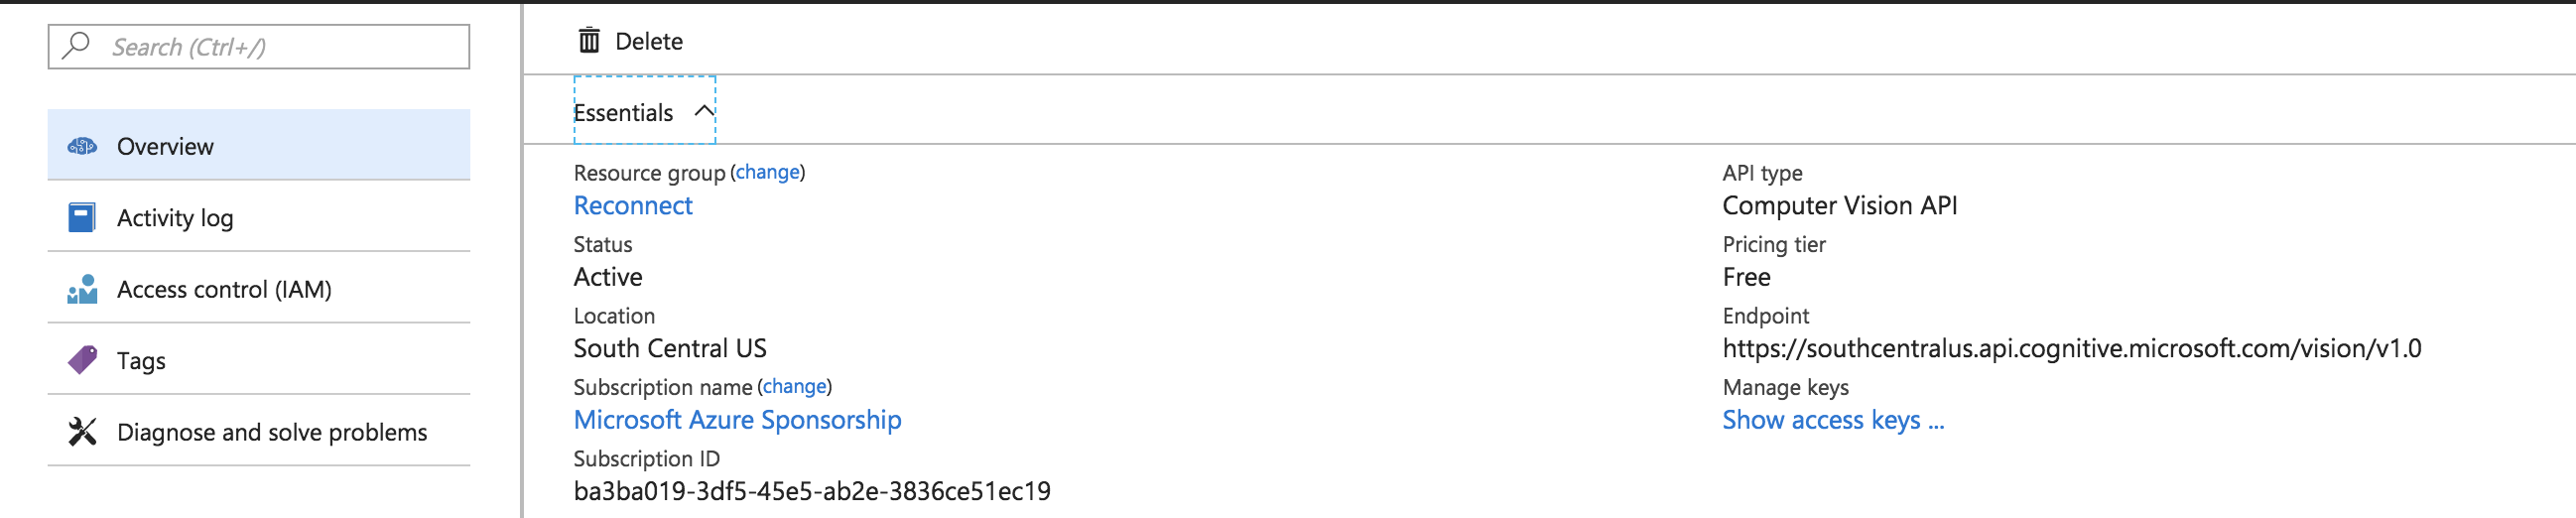 Search (Ctrl+/)
Overview
Activity log
Access control (IAM)
Tags
Diagnose and solve problems
Delete
Essentials
Resource group (change)
Reconnect
Status
Active
Location
South Central US
Subscription name (change)
Microsoft Azure Sponsorship
Subscription ID
ba3ba019-3df5-45e5-ab2e-3836ce51ec19
API type
Computer Vision API
Pricing tier
Free
Endpoint
https://southcentralus.api.cognitive.microsoft.com/vision/v1.0
Manage keys
Show access keys ...